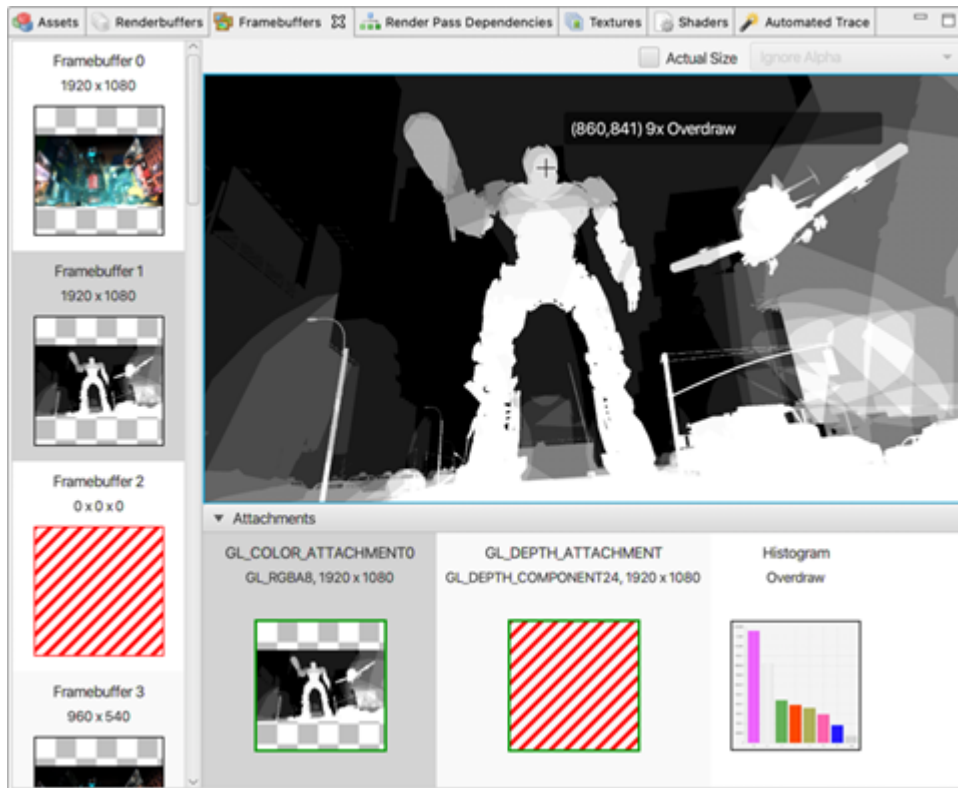 Assets Renderbuffers Framebuffers Render Pass Dependencies Textures Shaders Automated Trace
Actual Size Ignore Alpha
Framebuffer 0
1920 x 1080
Framebuffer 1
1920 x 1080
Framebuffer 2
0 x 0 x 0
Framebuffer 3
960 x 540
(860,841) 9x Overdraw
Attachments
GL_COLOR_ATTACHMENT0
GL_RGBA8, 1920 x 1080
GL_DEPTH_ATTACHMENT
GL_DEPTH_COMPONENT24, 1920 x 1080
Histogram
Overdraw